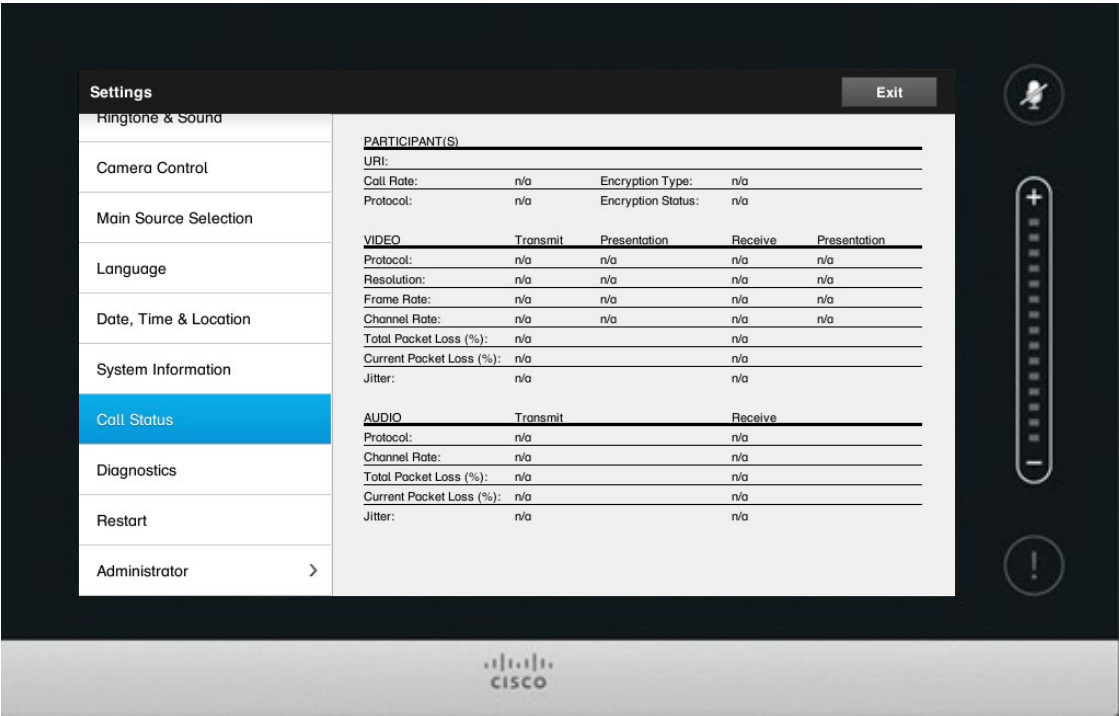 Settings
Exit
Ringtone & Sound
Camera Control
Main Source Selection
Language
Date, Time & Location
System Information
Call Status
Diagnostics
Restart
Administrator
PARTICIPANT(S)
URI:
Call Rate: n/a Encryption Type: n/a
Protocol: n/a Encryption Status: n/a
VIDEO Transmit Presentation Receive Presentation
Protocol: n/a n/a n/a n/a
Resolution: n/a n/a n/a n/a
Frame Rate: n/a n/a n/a n/a
Channel Rate: n/a n/a n/a n/a
Total Packet Loss (%): n/a n/a
Current Packet Loss (%): n/a n/a
Jitter: n/a n/a
AUDIO Transmit Receive
Protocol: n/a n/a
Channel Rate: n/a n/a
Total Packet Loss (%): n/a n/a
Current Packet Loss (%): n/a n/a
Jitter: n/a n/a
+
−
!
CISCO